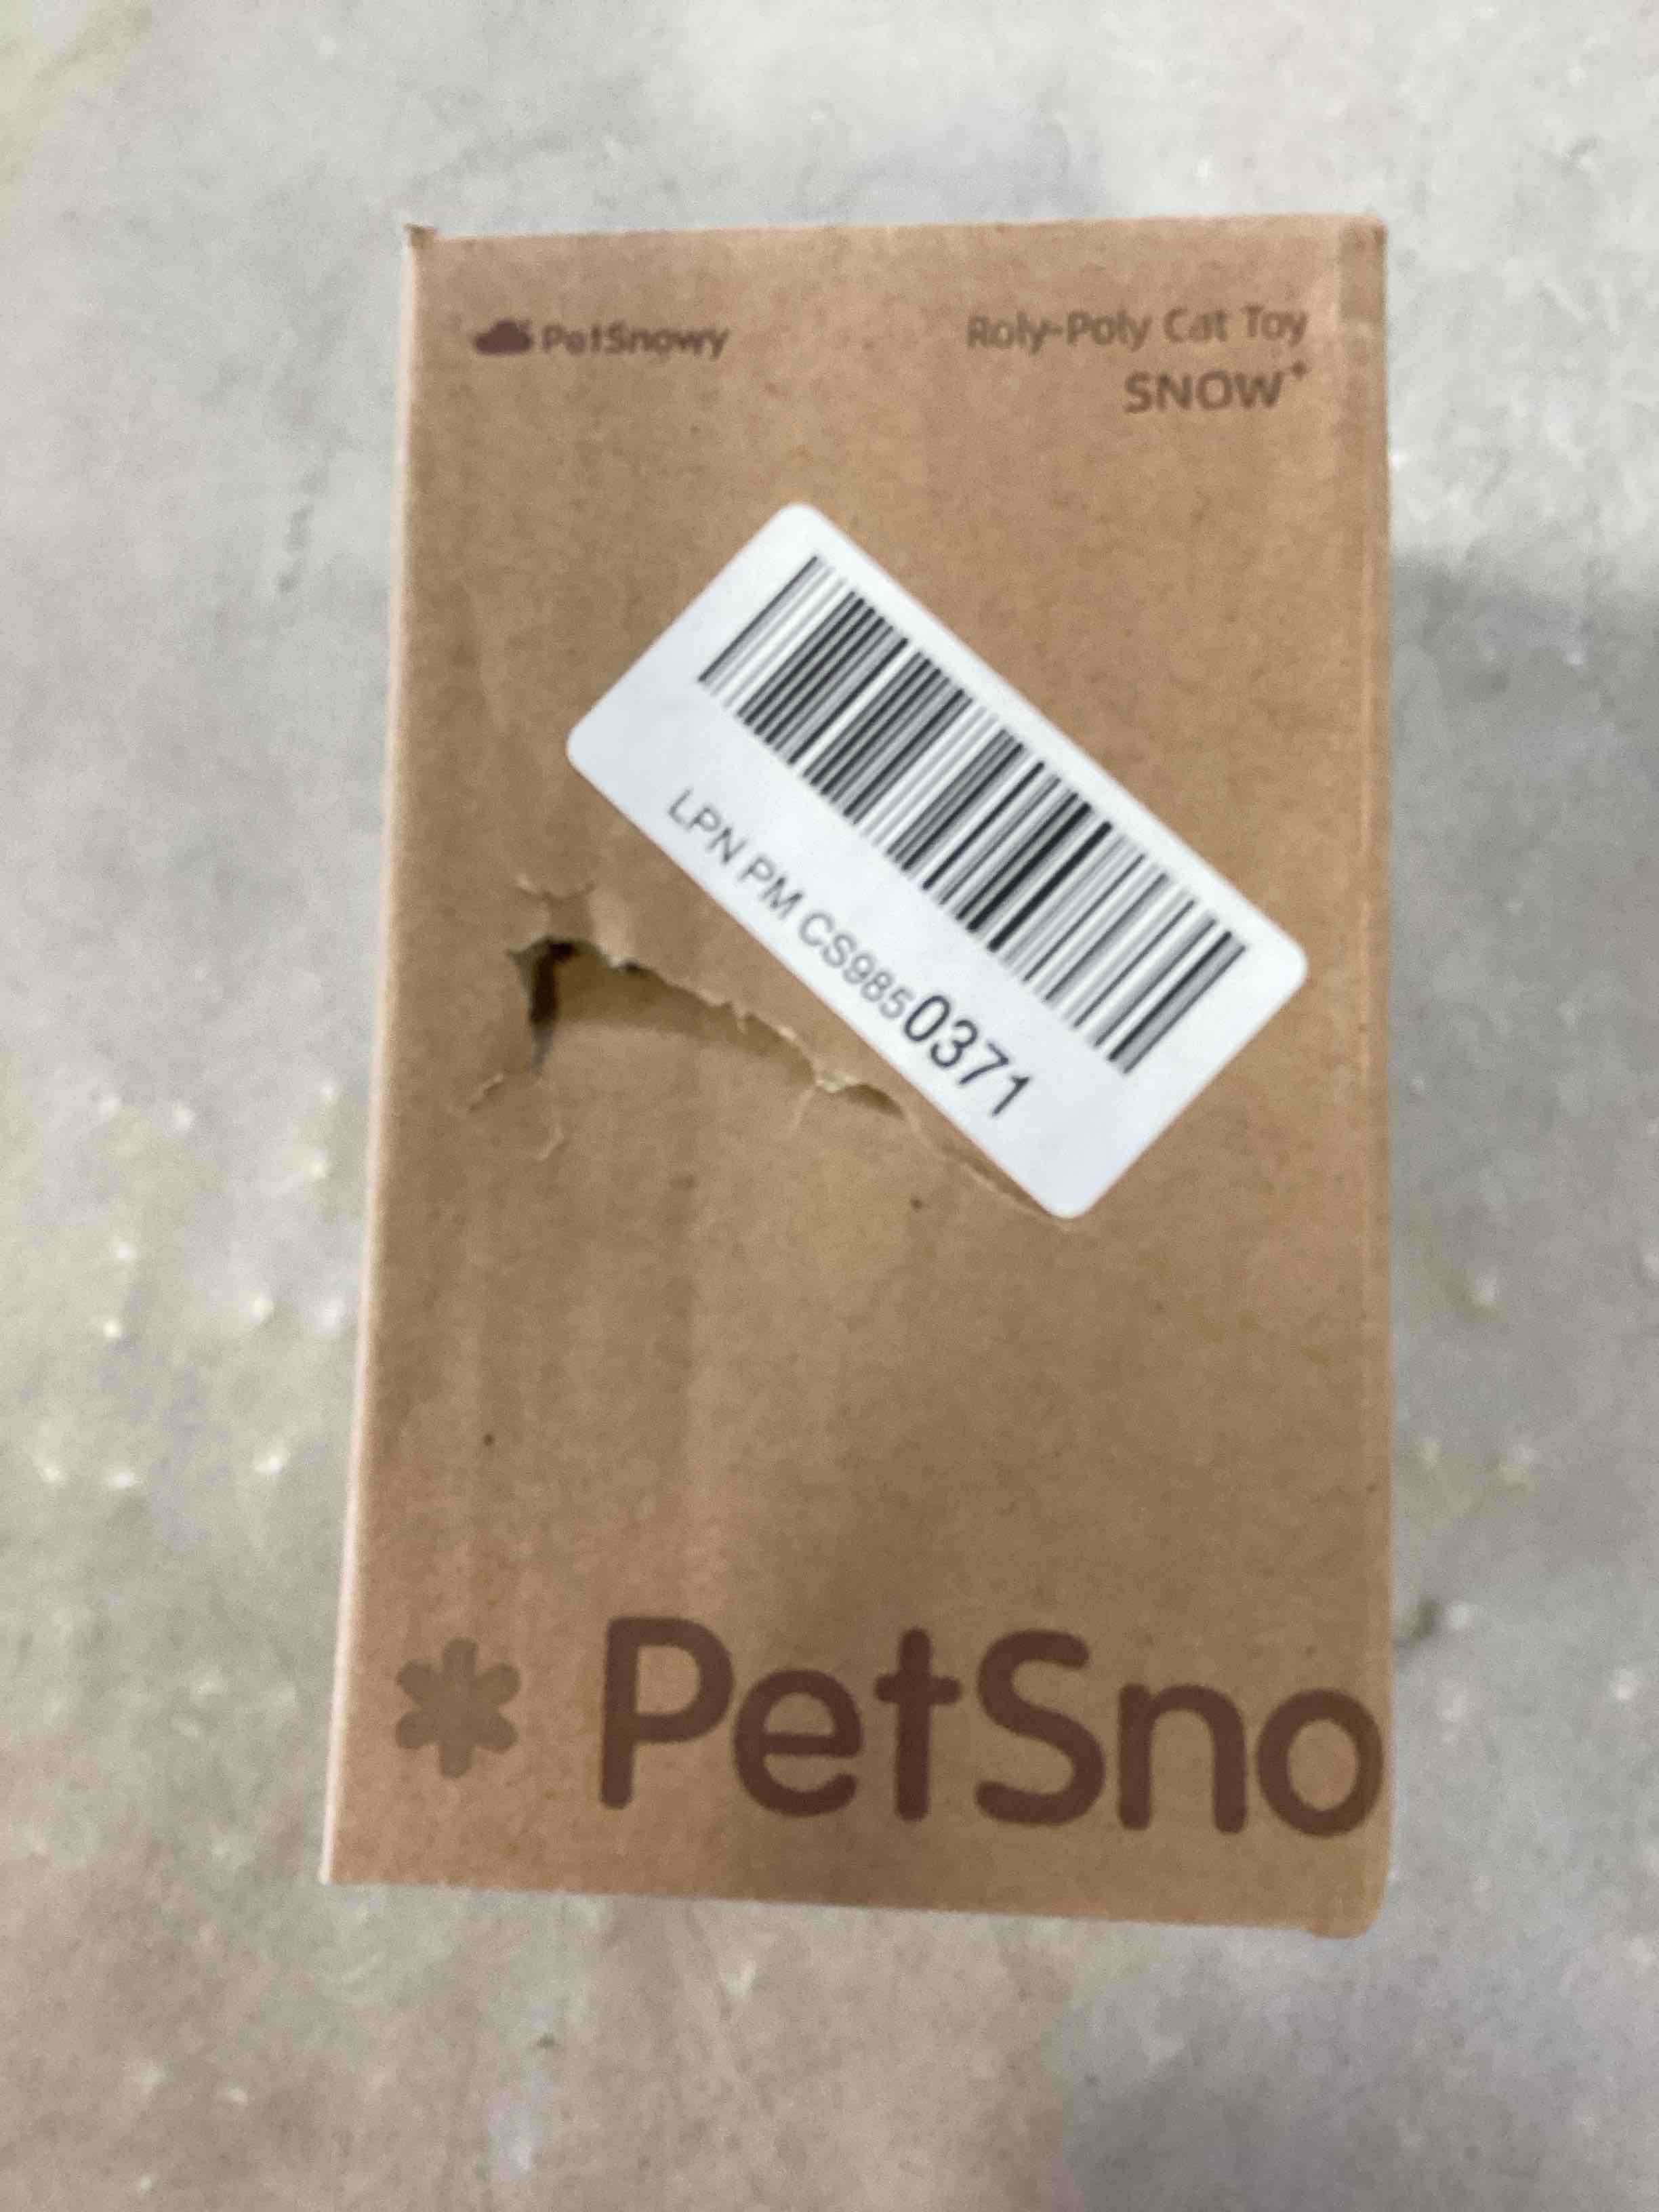 PetSnowy
Roly-Poly Cat Toy
SNOW+
LPN PM CS9850371
PetSno